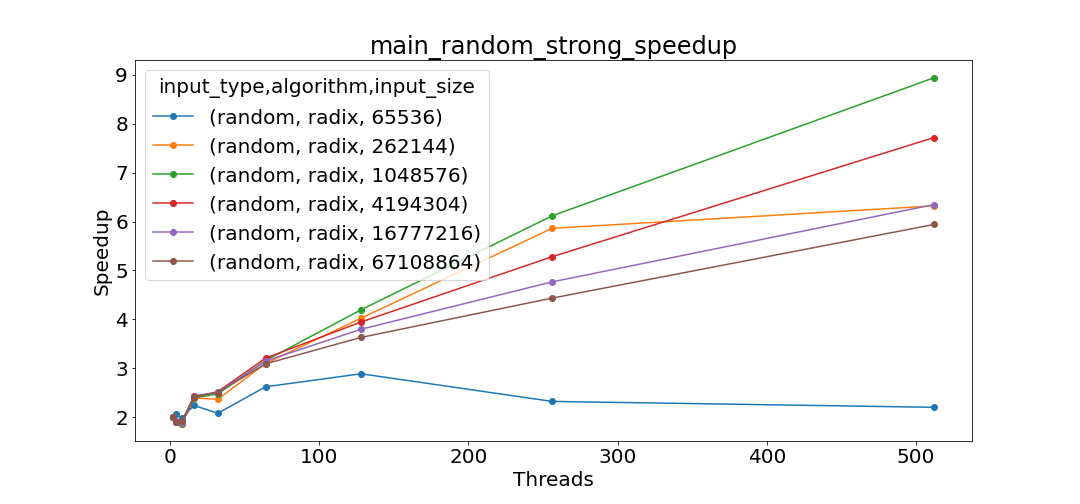 main_random_strong_speedup
input_type,algorithm,input_size
(random, radix, 65536)
(random, radix, 262144)
(random, radix, 1048576)
(random, radix, 4194304)
(random, radix, 16777216)
(random, radix, 67108864)
Speedup
9
8
7
6
5
4
3
2
0 100 200 300 400 500
Threads